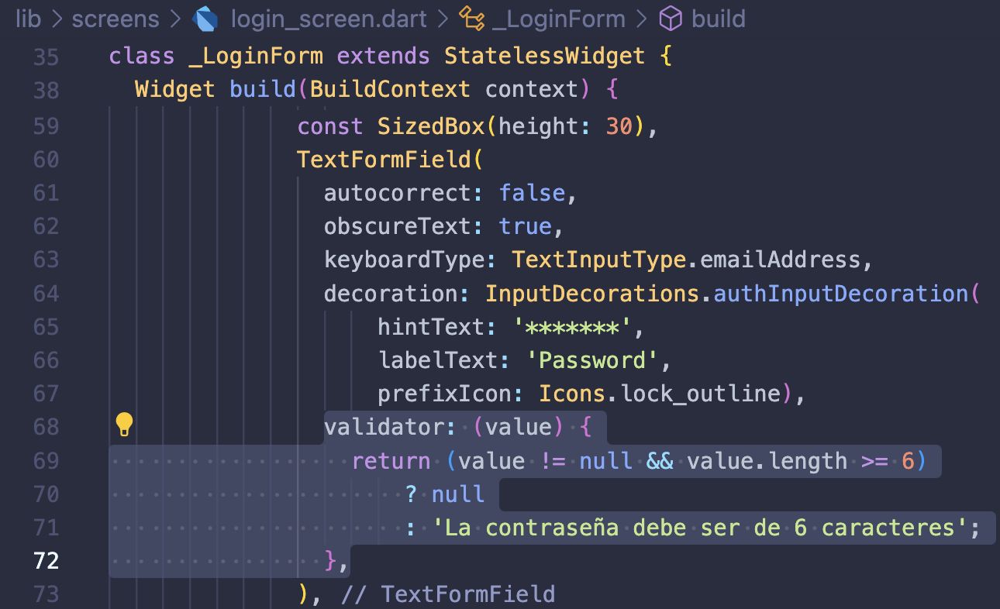 lib > screens > login_screen.dart > _LoginForm > build
35 class _LoginForm extends StatelessWidget {
38 Widget build(BuildContext context) {
59 const SizedBox(height: 30),
60 TextFormField(
61 autocorrect: false,
62 obscureText: true,
63 keyboardType: TextInputType.emailAddress,
64 decoration: InputDecorations.authInputDecoration(
65 hintText: '*******',
66 labelText: 'Password',
67 prefixIcon: Icons.lock_outline),
68 validator: (value) {
69 return (value != null && value.length >= 6)
70 ? null
71 : 'La contraseña debe ser de 6 caracteres';
72 },
73 ), // TextFormField